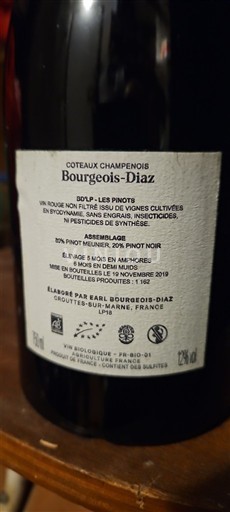 COTEAUX CHAMPENOIS
Bourgeois-Diaz
BD'LP - LES PINOTS
VIN ROUGE NON FILTRÉ ISSU DE VIGNES CULTIVÉES
EN BYODYNAMIE, SANS ENGRAIS, INSECTICIDES,
NI PESTICIDES DE SYNTHÈSE.
ASSEMBLAGE
80% PINOT MEUNIER, 20% PINOT NOIR
ÉLEVAGE 5 MOIS EN AMPHORES
6 MOIS EN DEMI MUIDS
MISE EN BOUTEILLES LE 19 NOVEMBRE 2019
BOUTEILLES PRODUITES : 1 162
ÉLABORÉ PAR EARL BOURGEOIS-DIAZ
CROUTTES-SUR-MARNE, FRANCE
LP18
AB
VIN BIOLOGIQUE - FR-BIO-01
AGRICULTURE FRANCE
PRODUIT DE FRANCE - CONTIENT DES SULFITES
12% vol